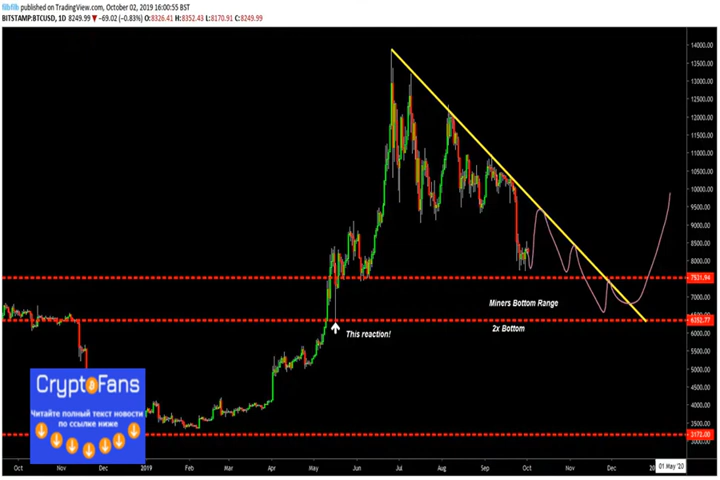 filbfilb published on TradingView.com, October 02, 2019 16:00:55 BST
BITSTAMP:BTCUSD, 1D 8249.99 ▼ −69.02 (−0.83%) O:8326.41 H:8352.43 L:8170.91 C:8249.99
14000.00
13500.00
13000.00
12500.00
12000.00
11500.00
11000.00
10500.00
10000.00
9500.00
9000.00
8500.00
8000.00
7531.94
7000.00
Miners Bottom Range
6352.77
2x Bottom
This reaction!
6000.00
5500.00
5000.00
4500.00
4000.00
3500.00
3172.00
CryptoFans
Читайте полный текст новости
по ссылке ниже
Oct Nov Dec 2019 Feb Mar Apr May Jun Jul Aug Sep Oct Nov Dec 01 May '20